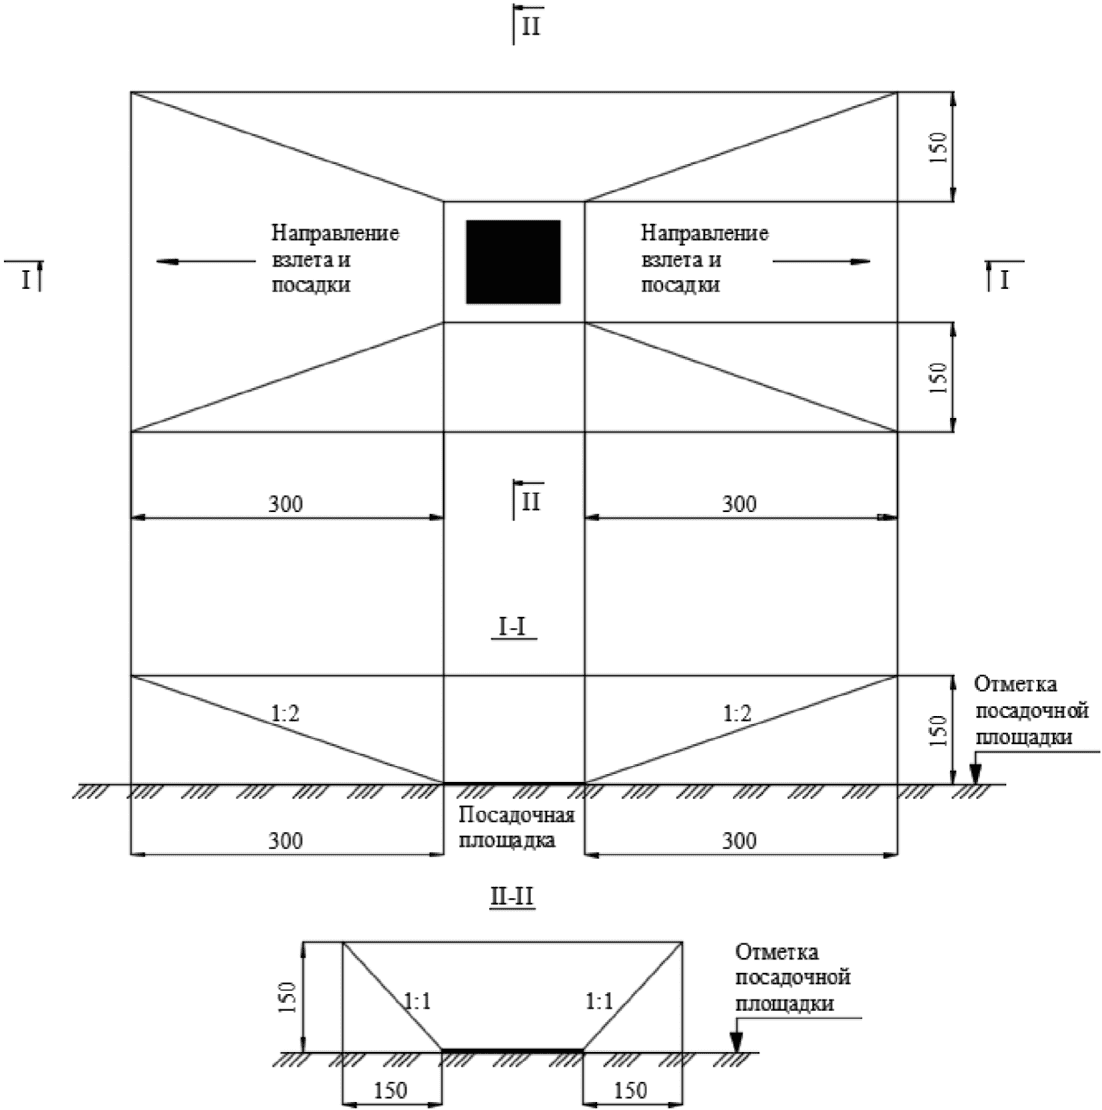 II
150
Направление
взлета и
посадки
Направление
взлета и
посадки
I
I
150
300
II
300
I-I
Отметка
посадочной
площадки
1:2
1:2
150
Посадочная
площадка
300
300
II-II
Отметка
посадочной
площадки
150
1:1
1:1
150
150